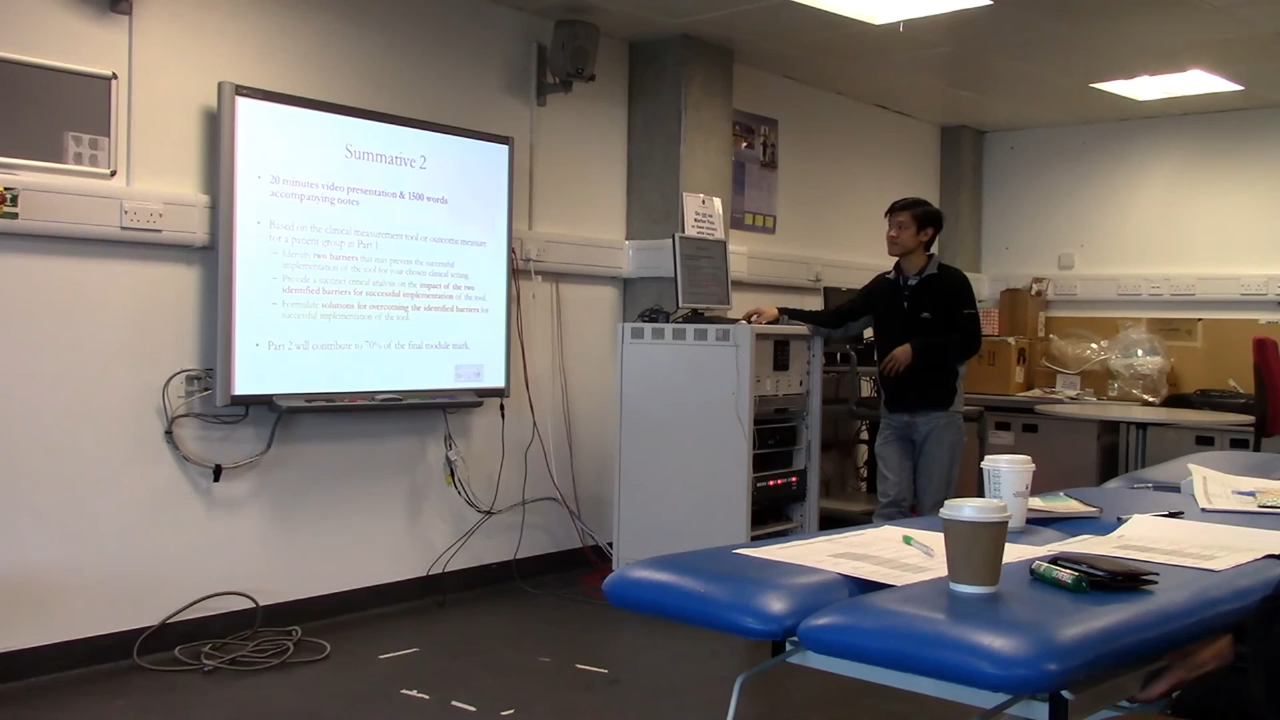 Summative 2
• 20 minutes video presentation & 1500 words
accompanying notes
• Based on the clinical measurement tool or outcome measure
for a patient group in Part 1
– Identify two barriers that may prevent the successful
implementation of the tool for your chosen clinical setting.
– Provide a succinct critical analysis on the impact of the two
identified barriers for successful implementation of the tool.
– Formulate solutions for overcoming the identified barriers for
successful implementation of the tool.
• Part 2 will contribute to 70% of the final module mark.
Do not